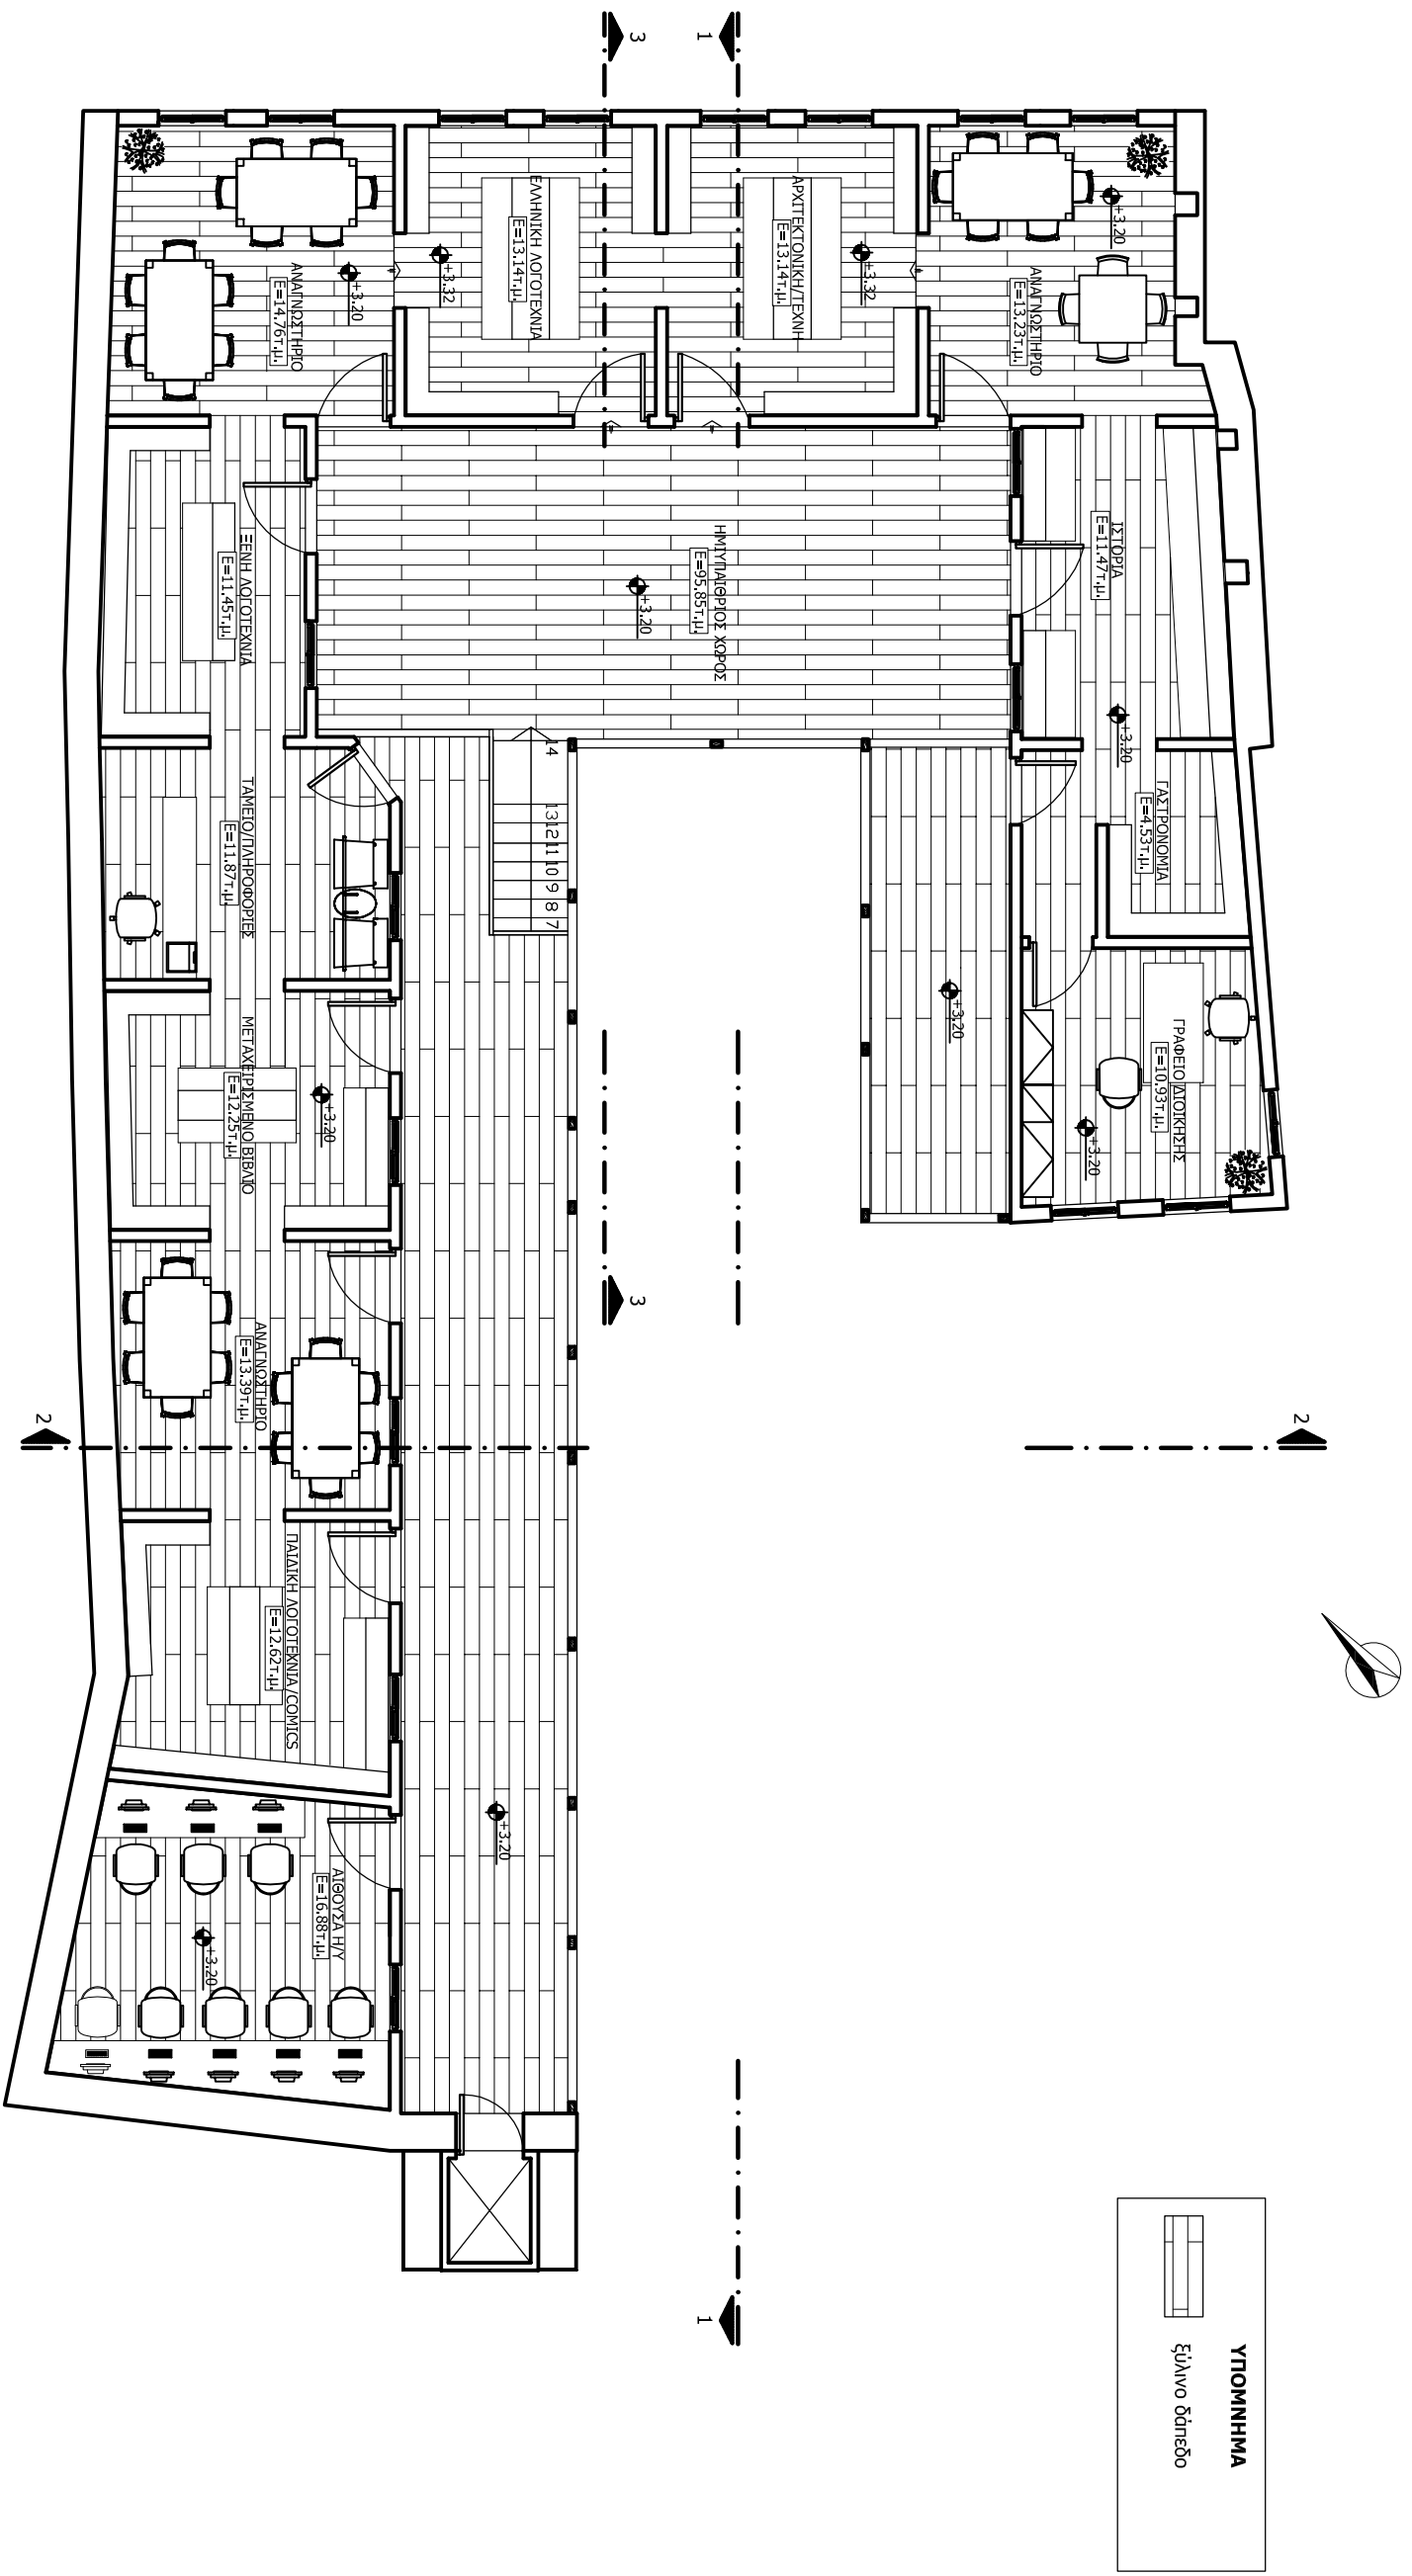 3
1
ΑΝΑΓΝΩΣΤΗΡΙΟ
Ε=14.76τ.μ.
+3.20
+3.32
ΕΛΛΗΝΙΚΗ ΛΟΓΟΤΕΧΝΙΑ
Ε=13.14τ.μ.
ΑΡΧΙΤΕΚΤΟΝΙΚΗ/ΤΕΧΝΗ
Ε=13.14τ.μ.
+3.32
ΑΝΑΓΝΩΣΤΗΡΙΟ
Ε=13.23τ.μ.
+3.20
ΞΕΝΗ ΛΟΓΟΤΕΧΝΙΑ
Ε=11.45τ.μ.
ΗΜΙΥΠΑΙΘΡΙΟΣ ΧΩΡΟΣ
Ε=95.85τ.μ.
+3.20
ΙΣΤΟΡΙΑ
Ε=11.47τ.μ.
+3.20
ΓΑΣΤΡΟΝΟΜΙΑ
Ε=4.53τ.μ.
ΤΑΜΕΙΟ/ΠΛΗΡΟΦΟΡΙΕΣ
Ε=11.87τ.μ.
14
13 12 11 10 9 8 7
+3.20
ΓΡΑΦΕΙΟ ΔΙΟΙΚΗΣΗΣ
Ε=10.93τ.μ.
+3.20
ΜΕΤΑΧΕΙΡΙΣΜΕΝΟ ΒΙΒΛΙΟ
Ε=12.25τ.μ.
+3.20
3
ΑΝΑΓΝΩΣΤΗΡΙΟ
Ε=13.39τ.μ.
2
2
ΠΑΙΔΙΚΗ ΛΟΓΟΤΕΧΝΙΑ /COMICS
Ε=12.62τ.μ.
+3.20
ΑΙΘΟΥΣΑ Η/Υ
Ε=16.88τ.μ.
+3.20
1
ΥΠΟΜΝΗΜΑ
ξύλινο δάπεδο